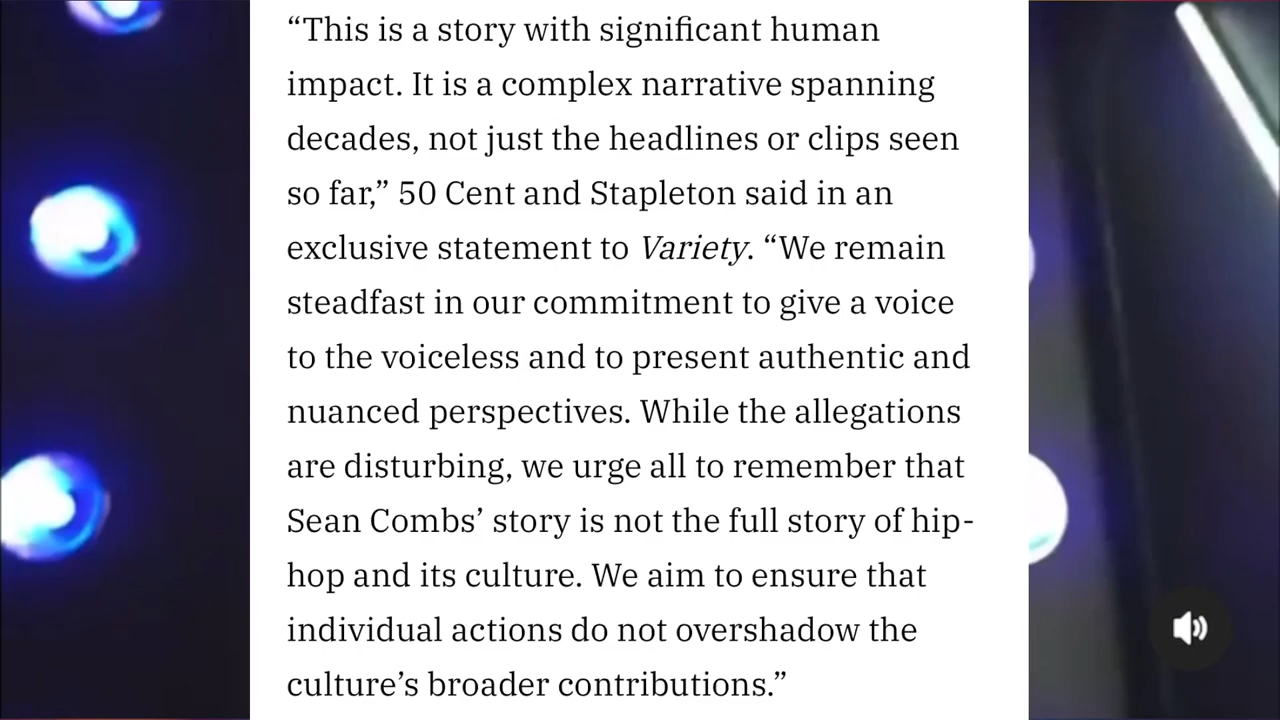 “This is a story with significant human
impact. It is a complex narrative spanning
decades, not just the headlines or clips seen
so far,” 50 Cent and Stapleton said in an
exclusive statement to Variety. “We remain
steadfast in our commitment to give a voice
to the voiceless and to present authentic and
nuanced perspectives. While the allegations
are disturbing, we urge all to remember that
Sean Combs’ story is not the full story of hip-
hop and its culture. We aim to ensure that
individual actions do not overshadow the
culture’s broader contributions.”